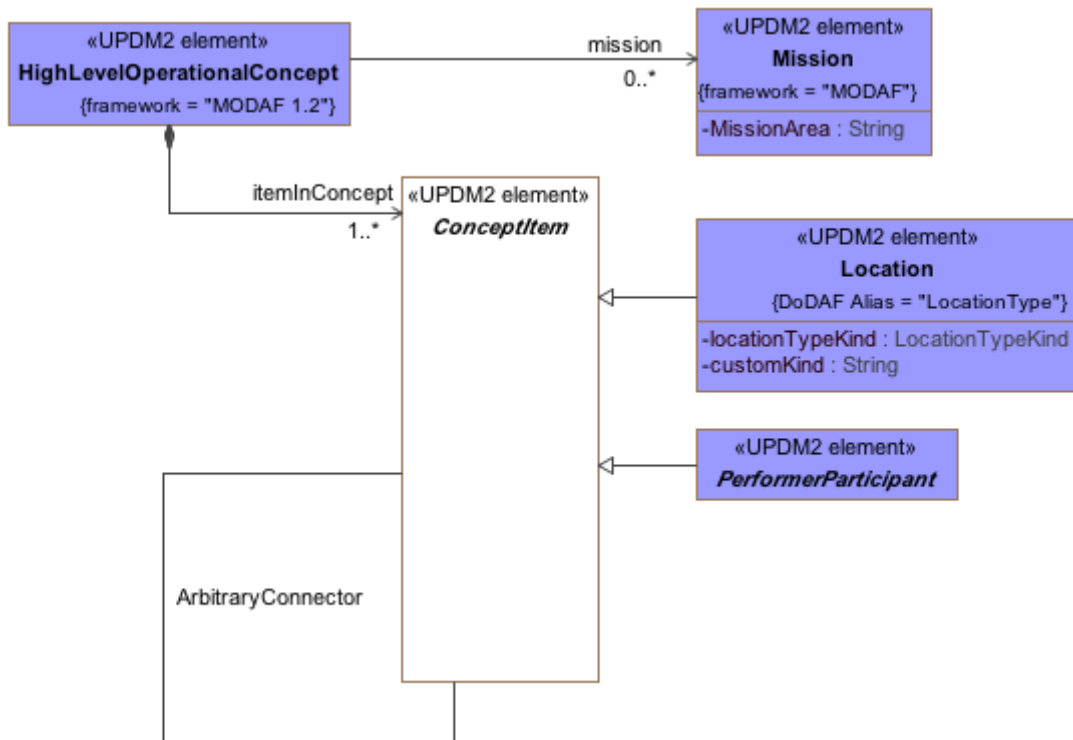 «UPDM2 element»
HighLevelOperationalConcept
{framework = "MODAF 1.2"}
mission
0..*
«UPDM2 element»
Mission
{framework = "MODAF"}
-MissionArea : String
itemInConcept
1..*
«UPDM2 element»
ConceptItem
«UPDM2 element»
Location
{DoDAF Alias = "LocationType"}
-locationTypeKind : LocationTypeKind
-customKind : String
«UPDM2 element»
PerformerParticipant
ArbitraryConnector